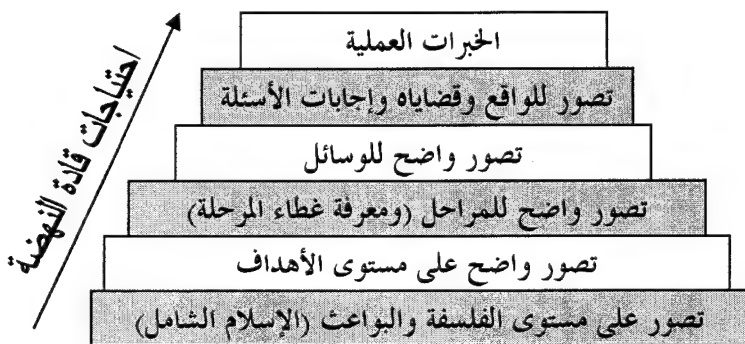 الخبرات العملية
تصور للواقع وقضاياه وإجابات الأسئلة
تصور واضح للوسائل
تصور واضح للمراحل (ومعرفة غطاء المرحلة)
تصور واضح على مستوى الأهداف
تصور على مستوى الفلسفة والبواعث (الإسلام الشامل)
احتياجات قادة النهضة